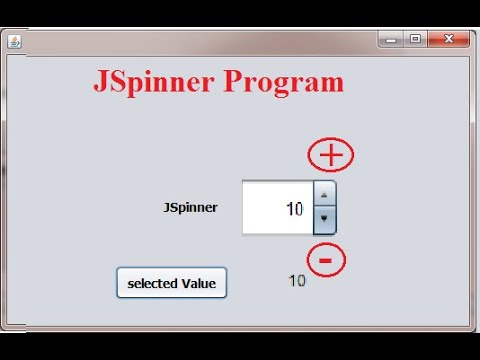 JSpinner Program
+
JSpinner 10
-
selected Value 10